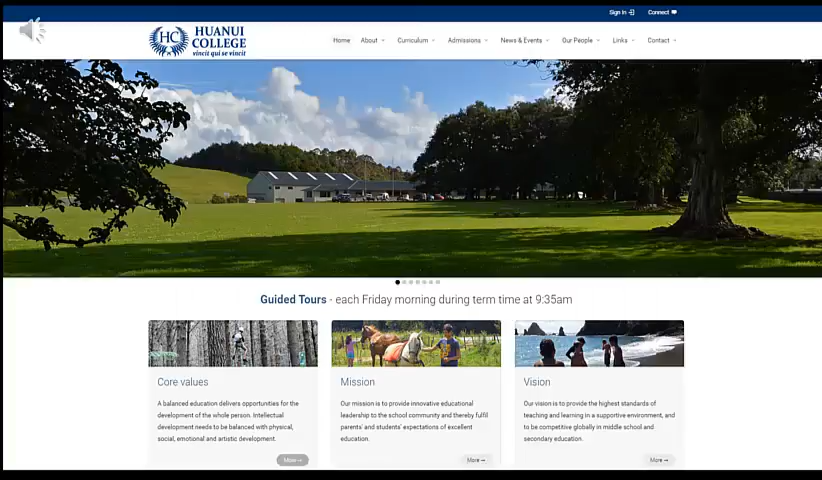 Sign in
Connect
HC
HUANUI
COLLEGE
vincit qui se vincit
Home
About
Curriculum
Admissions
News & Events
Our People
Links
Contact
Guided Tours - each Friday morning during term time at 9:35am
Core values
A balanced education delivers opportunities for the
development of the whole person. Intellectual
development needs to be balanced with physical,
social, emotional and artistic development.
More→
Mission
Our mission is to provide innovative educational
leadership to the school community and thereby fulfil
parents' and students' expectations of excellent
education.
More→
Vision
Our vision is to provide the highest standards of
teaching and learning in a supportive environment, and
to be competitive globally in middle school and
secondary education.
More→